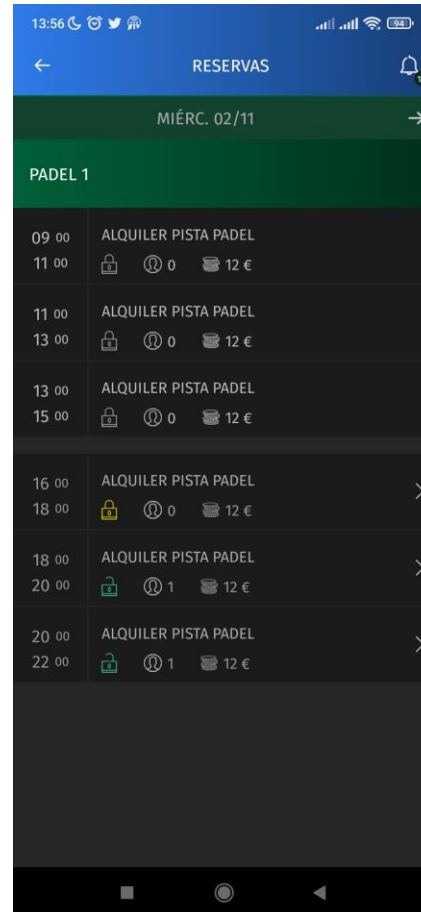 13:56 94
RESERVAS
MIÉRC. 02/11
PADEL 1
09 00 ALQUILER PISTA PADEL
11 00 0 12 €
11 00 ALQUILER PISTA PADEL
13 00 0 12 €
13 00 ALQUILER PISTA PADEL
15 00 0 12 €
16 00 ALQUILER PISTA PADEL
18 00 0 12 €
18 00 ALQUILER PISTA PADEL
20 00 1 12 €
20 00 ALQUILER PISTA PADEL
22 00 1 12 €